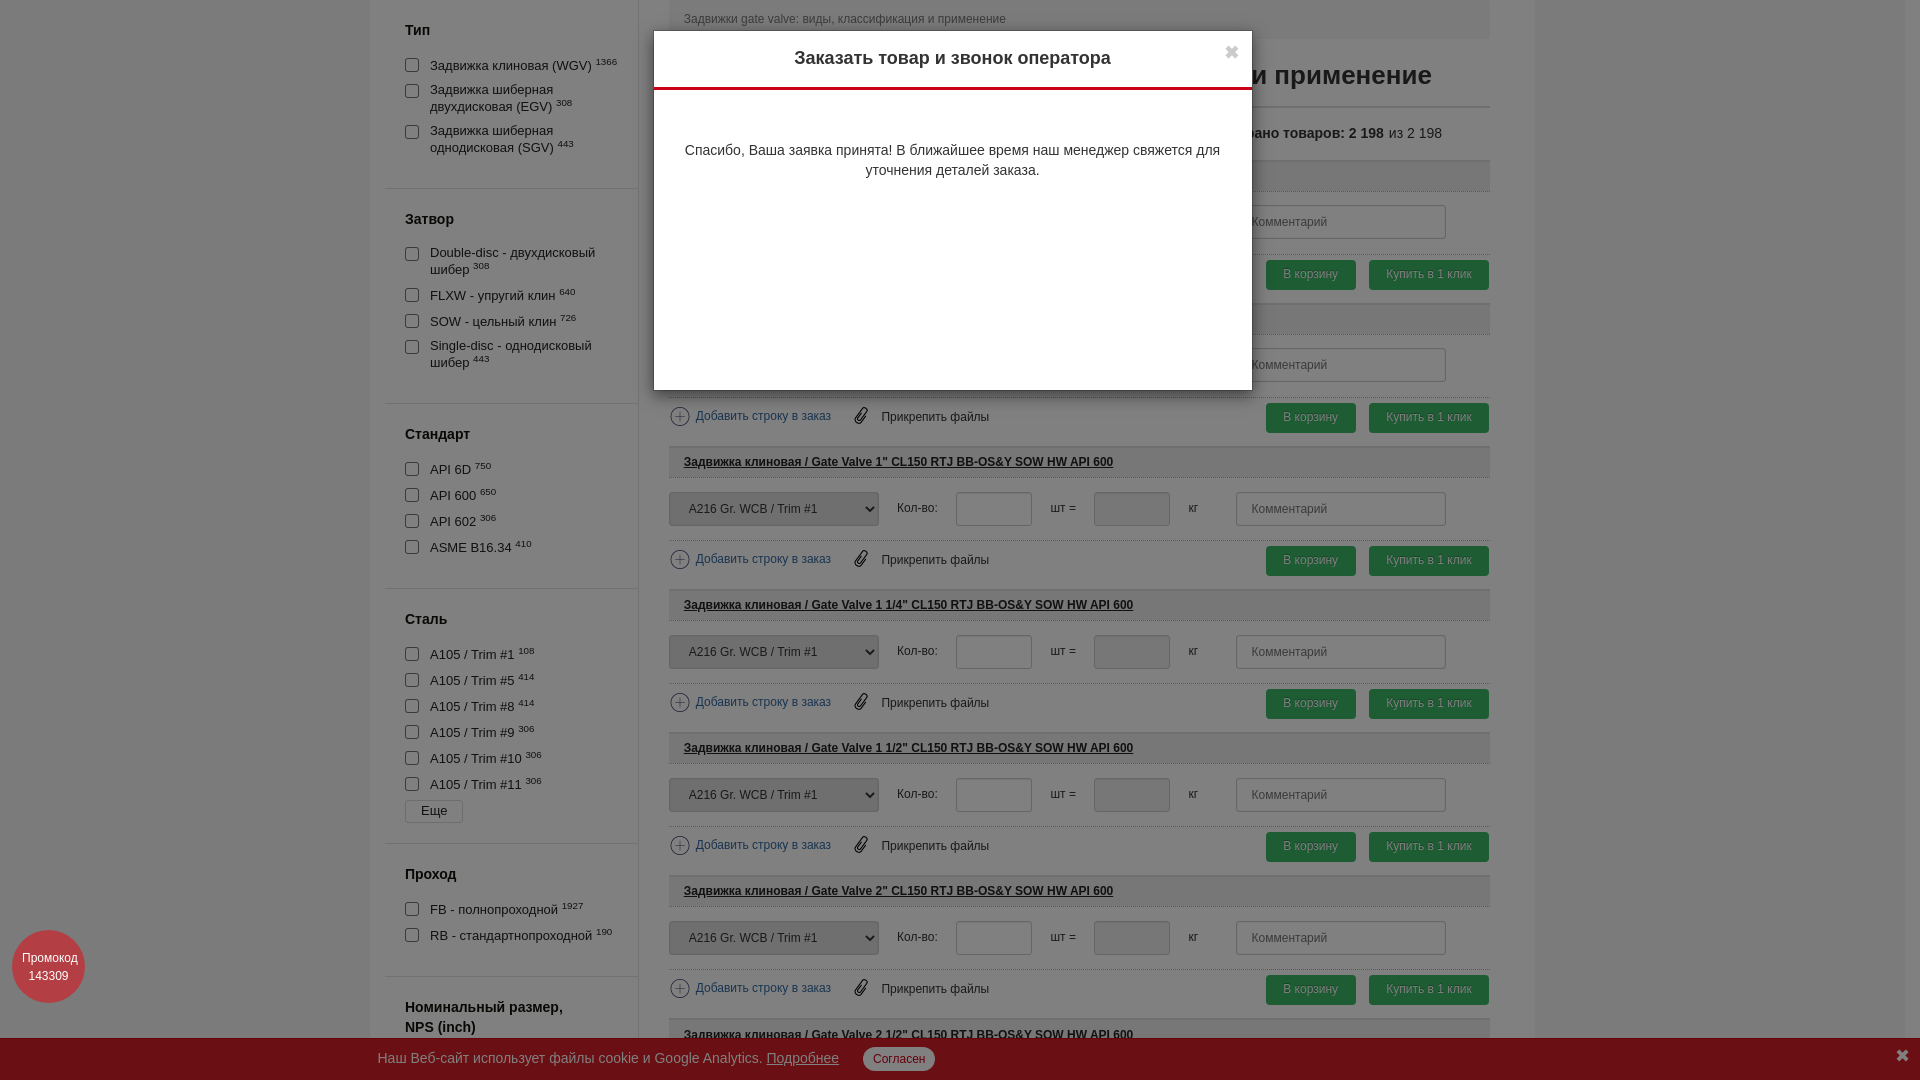 Задвижки gate valve: виды, классификация и применение
Заказать товар и звонок оператора
✖
Спасибо, Ваша заявка принята! В ближайшее время наш менеджер свяжется для
уточнения деталей заказа.
и применение
рано товаров: 2 198 из 2 198
Тип
Задвижка клиновая (WGV) 1366
Задвижка шиберная
двухдисковая (EGV) 308
Задвижка шиберная
однодисковая (SGV) 443
Затвор
Double-disc - двухдисковый
шибер 308
FLXW - упругий клин 640
SOW - цельный клин 726
Single-disc - однодисковый
шибер 443
Стандарт
API 6D 750
API 600 650
API 602 306
ASME B16.34 410
Сталь
A105 / Trim #1 108
A105 / Trim #5 414
A105 / Trim #8 414
A105 / Trim #9 306
A105 / Trim #10 306
A105 / Trim #11 306
Еще
Проход
FB - полнопроходной 1927
RB - стандартнопроходной 190
Номинальный размер,
NPS (inch)
Комментарий
В корзину Купить в 1 клик
Комментарий
Добавить строку в заказ Прикрепить файлы В корзину Купить в 1 клик
Задвижка клиновая / Gate Valve 1" CL150 RTJ BB-OS&Y SOW HW API 600
A216 Gr. WCB / Trim #1 Кол-во: шт = кг Комментарий
Добавить строку в заказ Прикрепить файлы В корзину Купить в 1 клик
Задвижка клиновая / Gate Valve 1 1/4" CL150 RTJ BB-OS&Y SOW HW API 600
A216 Gr. WCB / Trim #1 Кол-во: шт = кг Комментарий
Добавить строку в заказ Прикрепить файлы В корзину Купить в 1 клик
Задвижка клиновая / Gate Valve 1 1/2" CL150 RTJ BB-OS&Y SOW HW API 600
A216 Gr. WCB / Trim #1 Кол-во: шт = кг Комментарий
Добавить строку в заказ Прикрепить файлы В корзину Купить в 1 клик
Задвижка клиновая / Gate Valve 2" CL150 RTJ BB-OS&Y SOW HW API 600
A216 Gr. WCB / Trim #1 Кол-во: шт = кг Комментарий
Добавить строку в заказ Прикрепить файлы В корзину Купить в 1 клик
Задвижка клиновая / Gate Valve 2 1/2" CL150 RTJ BB-OS&Y SOW HW API 600
Промокод
143309
Наш Веб-сайт использует файлы cookie и Google Analytics. Подробнее Согласен ✖